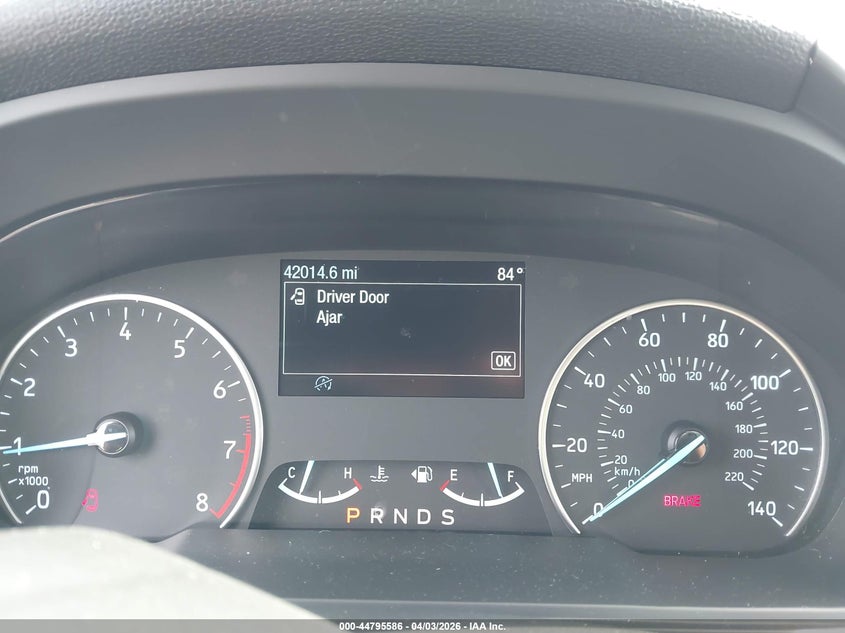 42014.6 mi 84°
Driver Door
Ajar
OK
0 1 2 3 4 5 6 7 8
rpm
x1000
C H E F
P R N D S
0 20 40 60 80 100 120 140
MPH
0 20 40 60 80 100 120 140 160 180 200 220
km/h
BRAKE
000-44795586 - 04/03/2026 - IAA Inc.